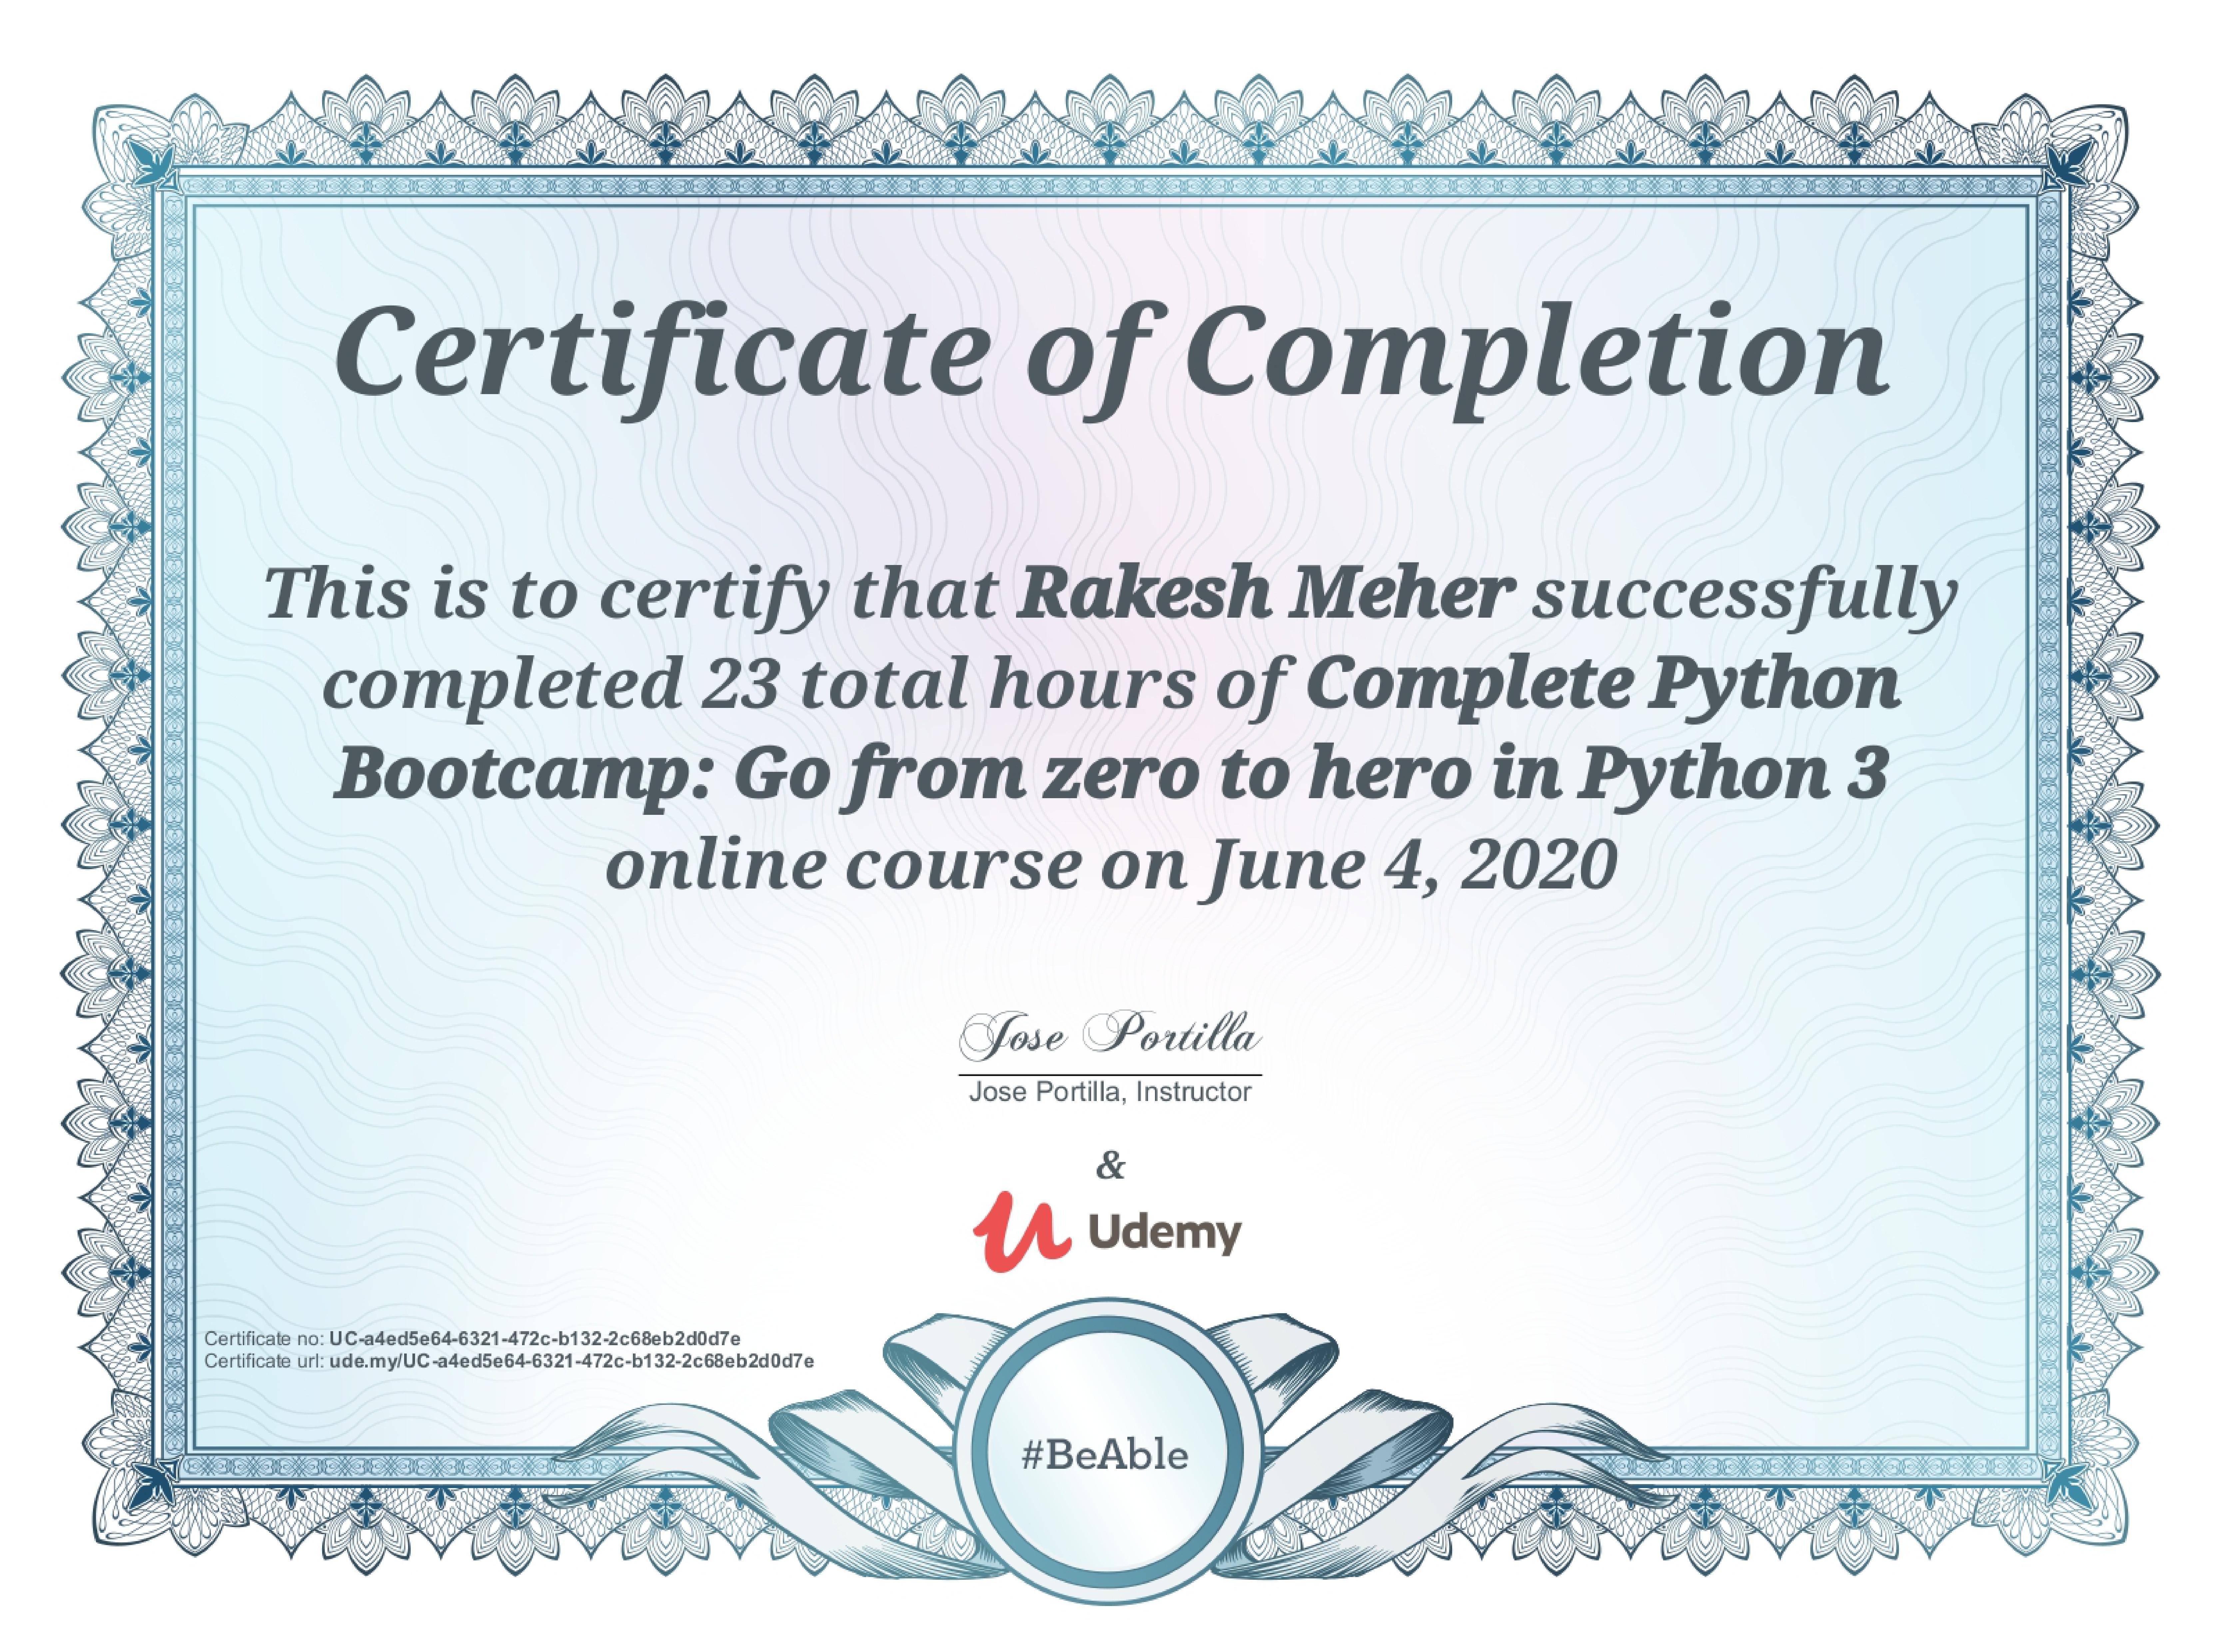 Certificate of Completion
This is to certify that Rakesh Meher successfully
completed 23 total hours of Complete Python
Bootcamp: Go from zero to hero in Python 3
online course on June 4, 2020
Jose Portilla
Jose Portilla, Instructor
&
Udemy
Certificate no: UC-a4ed5e64-6321-472c-b132-2c68eb2d0d7e
Certificate url: ude.my/UC-a4ed5e64-6321-472c-b132-2c68eb2d0d7e
#BeAble